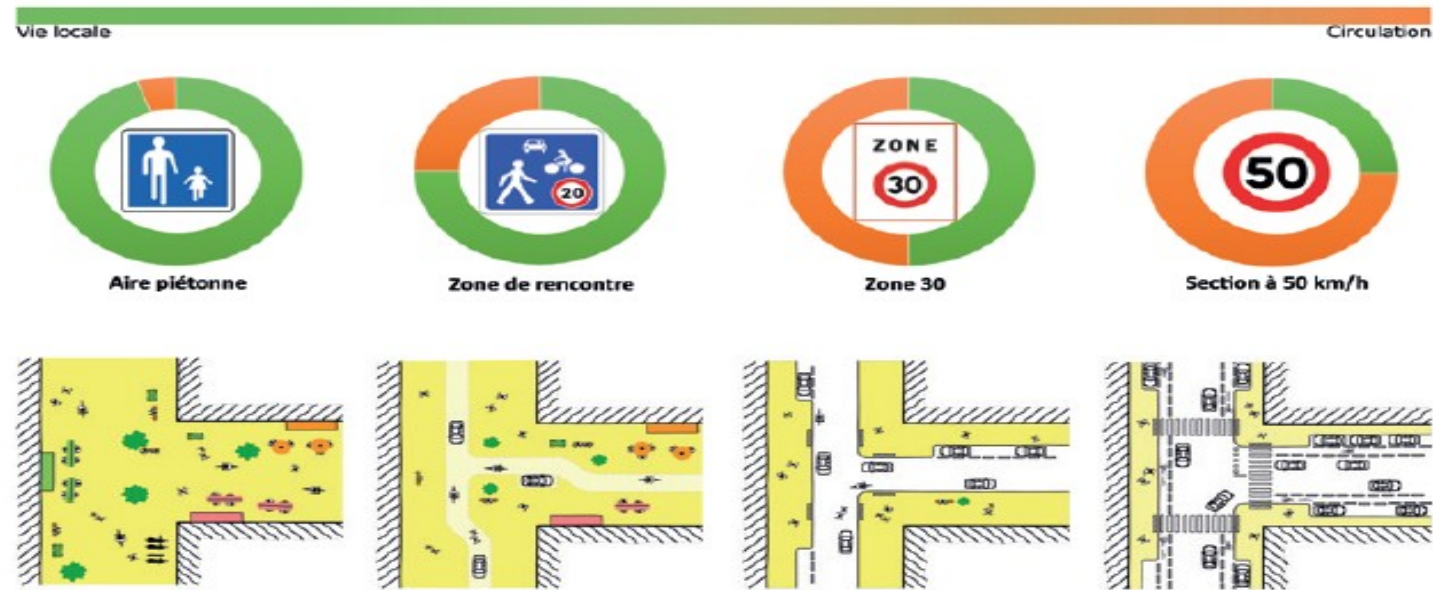 Vie locale
Circulation
20
ZONE
30
50
Aire piétonne
Zone de rencontre
Zone 30
Section à 50 km/h